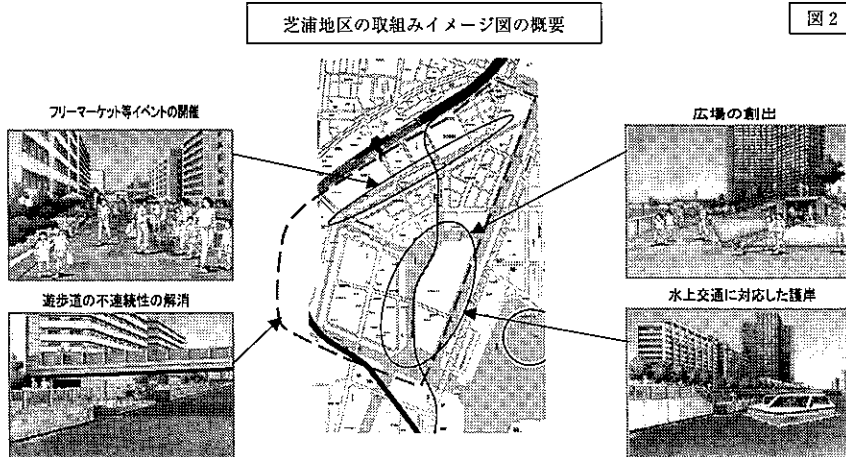 芝浦地区の取組みイメージ図の概要
図2
フリーマーケット等イベントの開催
広場の創出
遊歩道の不連続性の解消
水上交通に対応した護岸